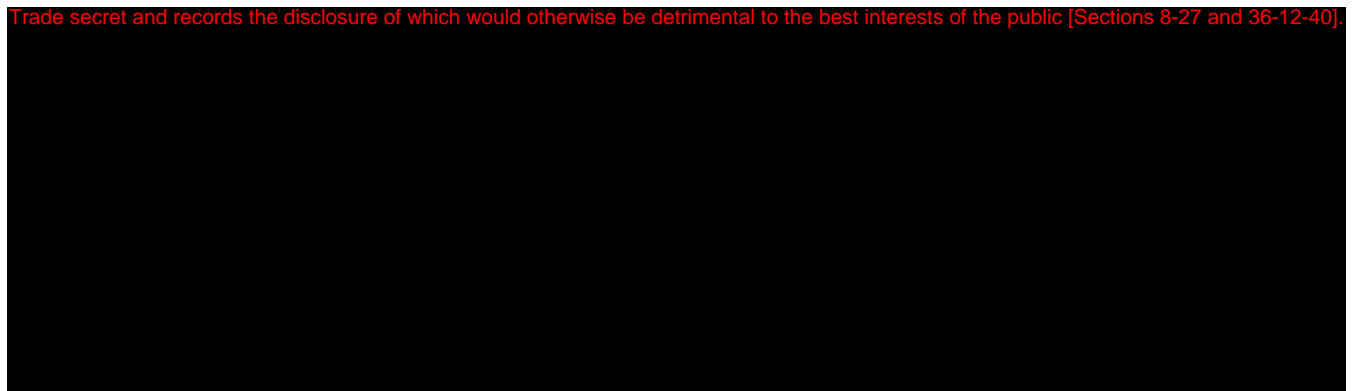 Trade secret and records the disclosure of which would otherwise be detrimental to the best interests of the public [Sections 8-27 and 36-12-40].